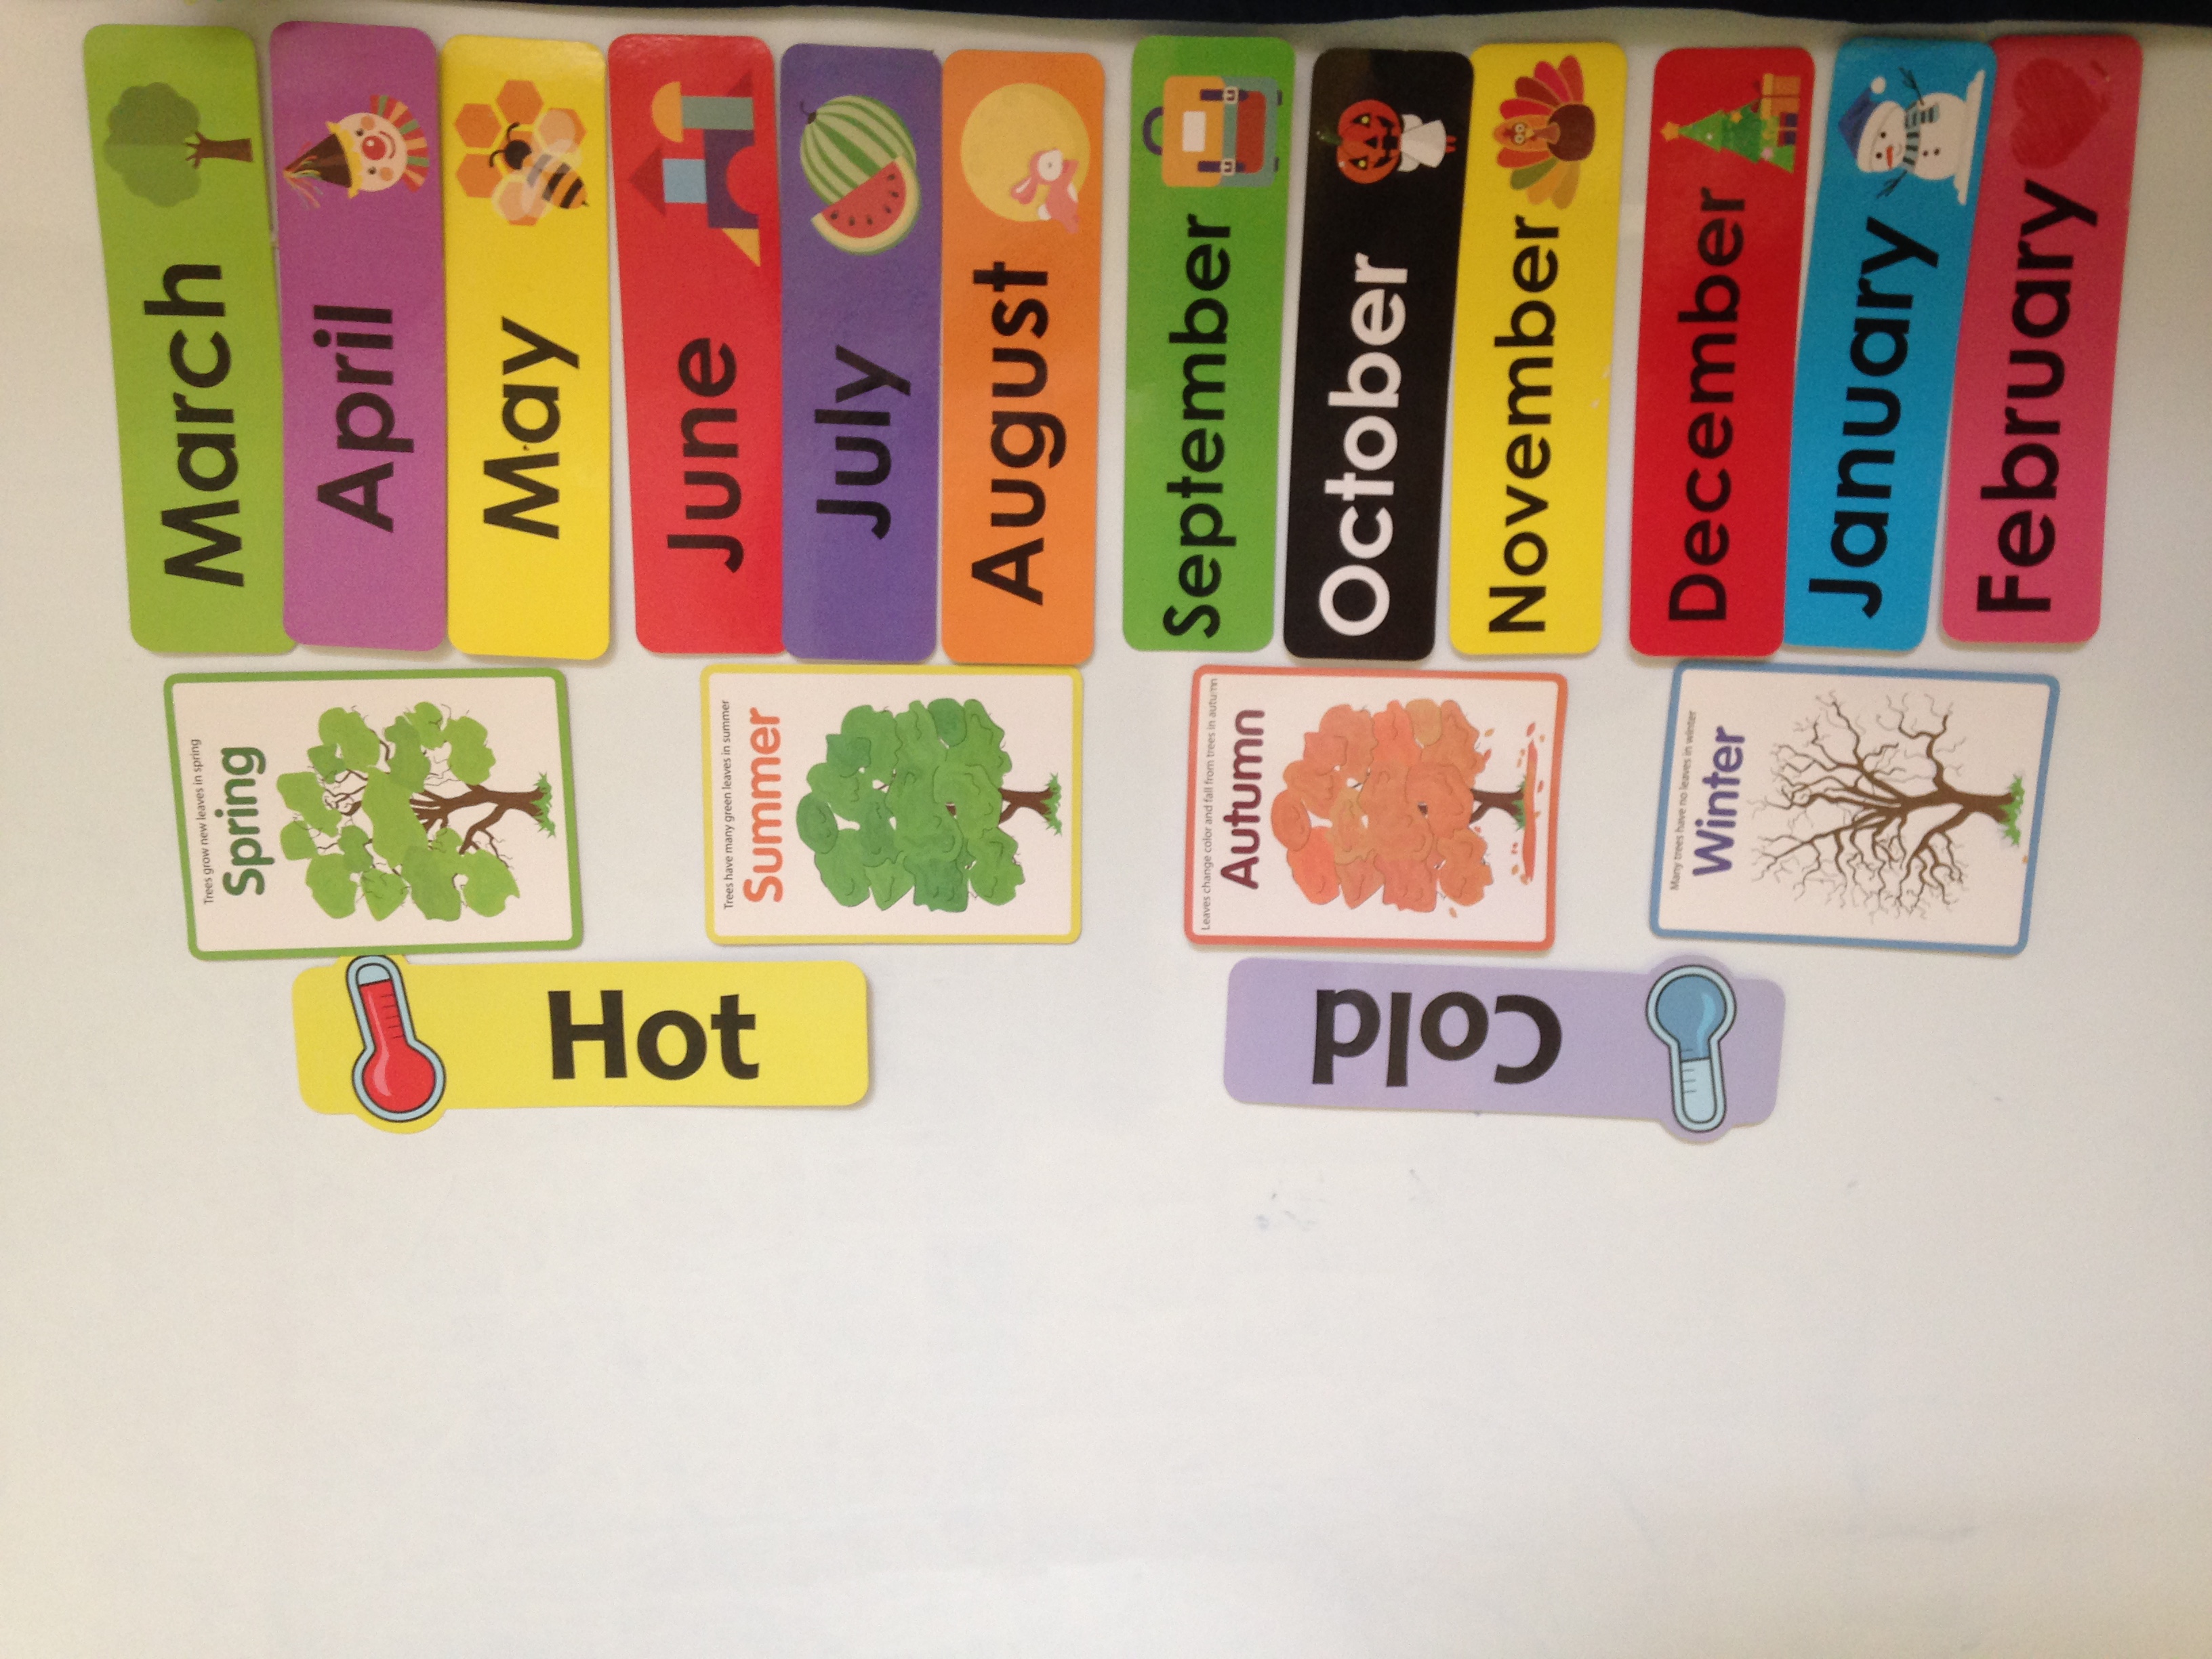 Hot
Trees grow new leaves in spring
Spring
March
April
May
Trees have many green leaves in summer
Summer
June
July
August
Cold
Leaves change color and fall from trees in autumn
Autumn
September
October
November
Many trees have no leaves in winter
Winter
December
January
February